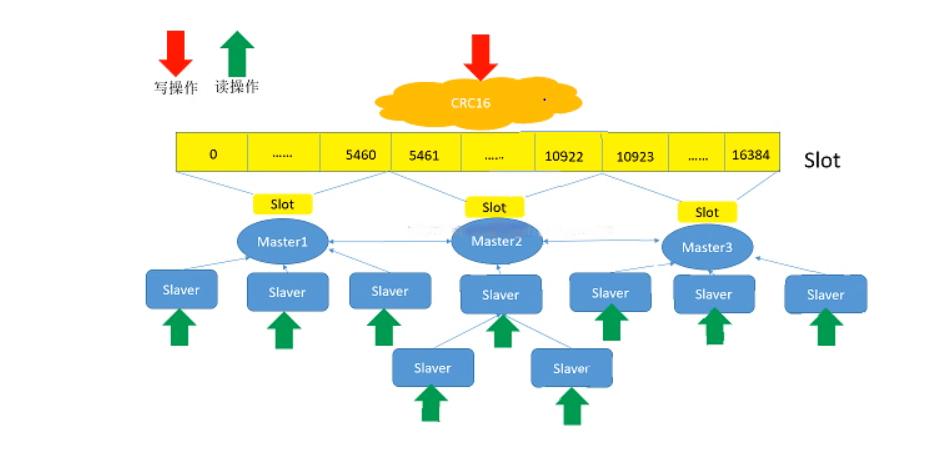 CRC16
写操作 读操作
0 ...... 5460 5461 ...... 10922 10923 ...... 16384 Slot
Slot Slot Slot
Master1 Master2 Master3
Slaver Slaver Slaver Slaver Slaver Slaver Slaver
Slaver Slaver